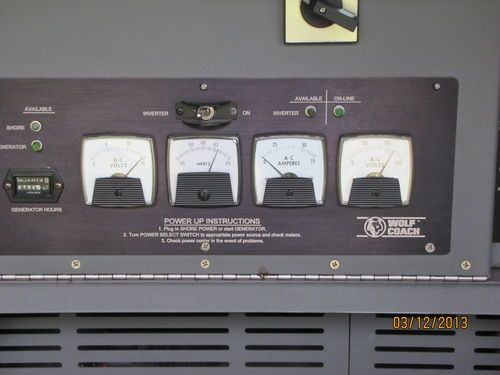 AVAILABLE
SHORE
GENERATOR
QUARTZ
GENERATOR HOURS
INVERTER
ON
AVAILABLE
ON-LINE
INVERTER
D-C
VOLTS
HERTZ
A-C
AMPERES
A-C
VOLTS
POWER UP INSTRUCTIONS
1. Plug in SHORE POWER or start GENERATOR.
2. Turn POWER SELECT SWITCH to appropriate power source and check meters.
3. Check power center in the event of problems.
WOLF
COACH
03/12/2013